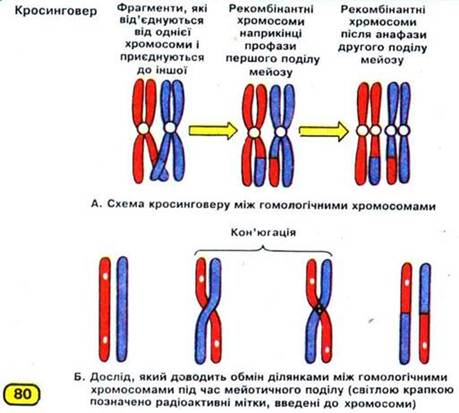 Кросинговер
Фрагменти, які
від'єднуються
від однієї
хромосоми і
приєднуються
до іншої
Рекомбінантні
хромосоми
наприкінці
профази
першого поділу
мейозу
Рекомбінантні
хромосоми
після анафази
другого поділу
мейозу
А. Схема кросинговеру між гомологічними хромосомами
Кон'югація
Б. Дослід, який доводить обмін ділянками між гомологічними
хромосомами під час мейотичного поділу (світлою крапкою
позначено радіоактивні мітки, введені до хромосоми)
80